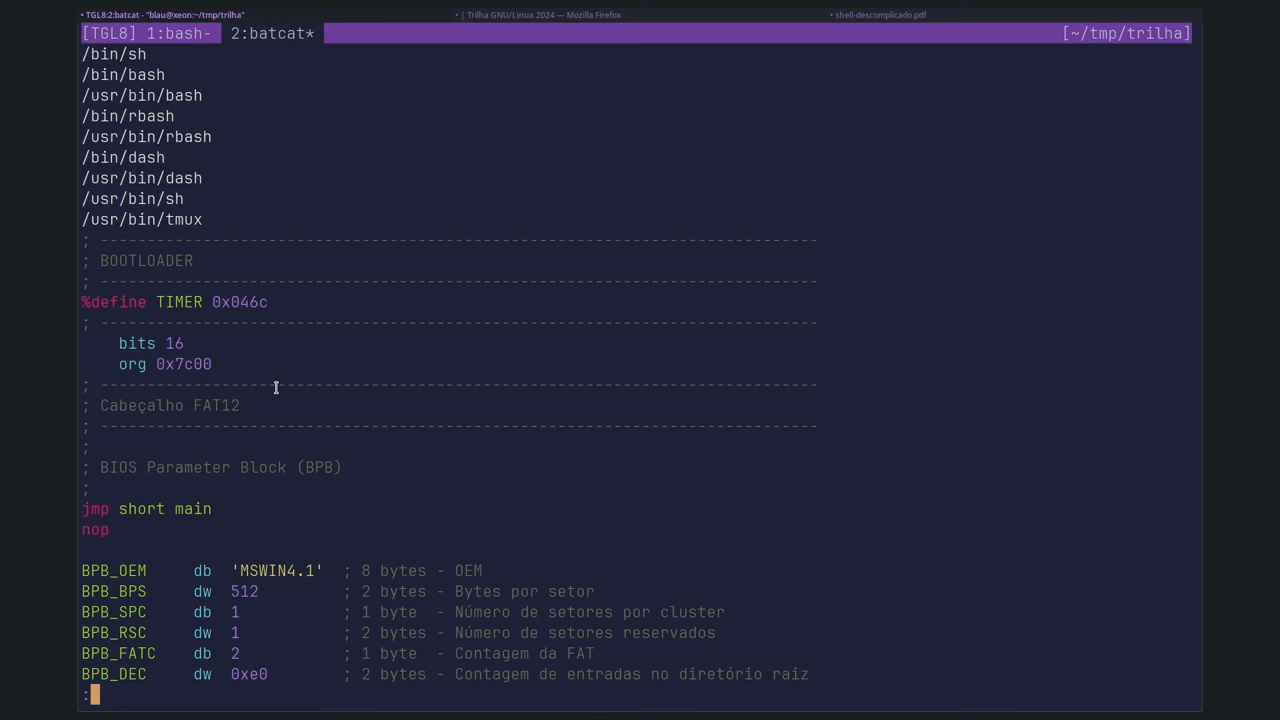 • TGL8:2:batcat - "blau@xeon:~/tmp/trilha"
• | Trilha GNU/Linux 2024 — Mozilla Firefox
• shell-descomplicado.pdf
[TGL8] 1:bash- 2:batcat* [~/tmp/trilha]
/bin/sh
/bin/bash
/usr/bin/bash
/bin/rbash
/usr/bin/rbash
/bin/dash
/usr/bin/dash
/usr/bin/sh
/usr/bin/tmux
; -----------------------------------------------------------------------------
; BOOTLOADER
; -----------------------------------------------------------------------------
%define TIMER 0x046c
; -----------------------------------------------------------------------------
    bits 16
    org 0x7c00
; -----------------------------------------------------------------------------
; Cabeçalho FAT12
; -----------------------------------------------------------------------------
;
; BIOS Parameter Block (BPB)
;
jmp short main
nop
BPB_OEM     db  'MSWIN4.1'  ; 8 bytes - OEM
BPB_BPS     dw  512         ; 2 bytes - Bytes por setor
BPB_SPC     db  1           ; 1 byte  - Número de setores por cluster
BPB_RSC     dw  1           ; 2 bytes - Número de setores reservados
BPB_FATC    db  2           ; 1 byte  - Contagem da FAT
BPB_DEC     dw  0xe0        ; 2 bytes - Contagem de entradas no diretório raiz
: